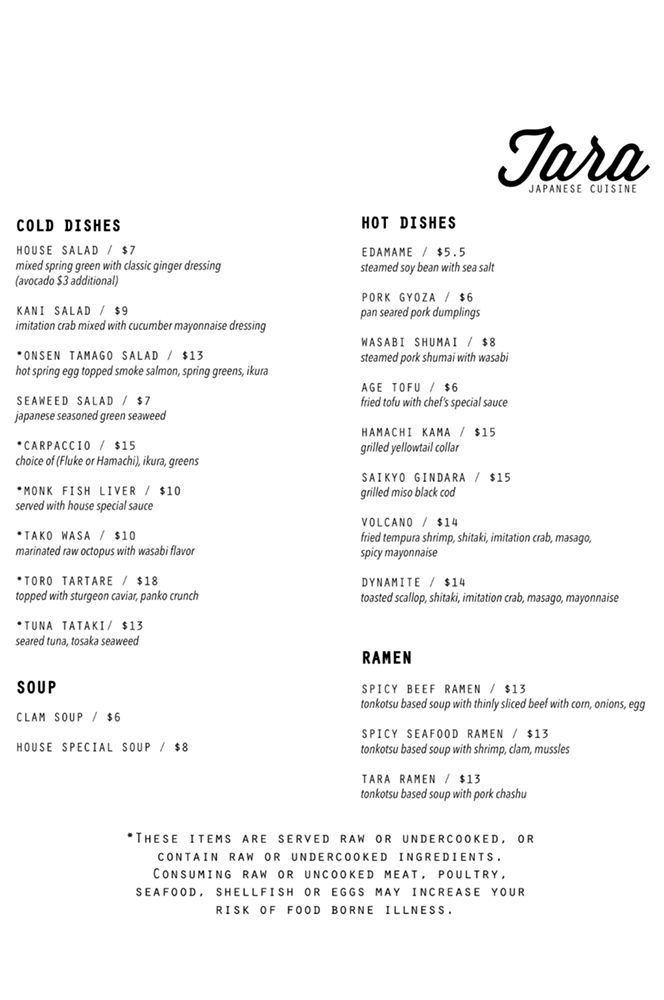 Tara
JAPANESE CUISINE
COLD DISHES
HOUSE SALAD / $7
mixed spring green with classic ginger dressing
(avocado $3 additional)
KANI SALAD / $9
imitation crab mixed with cucumber mayonnaise dressing
*ONSEN TAMAGO SALAD / $13
hot spring egg topped smoke salmon, spring greens, ikura
SEAWEED SALAD / $7
japanese seasoned green seaweed
*CARPACCIO / $15
choice of (Fluke or Hamachi), ikura, greens
*MONK FISH LIVER / $10
served with house special sauce
*TAKO WASA / $10
marinated raw octopus with wasabi flavor
*TORO TARTARE / $18
topped with sturgeon caviar, panko crunch
*TUNA TATAKI/ $13
seared tuna, tosaka seaweed
SOUP
CLAM SOUP / $6
HOUSE SPECIAL SOUP / $8
HOT DISHES
EDAMAME / $5.5
steamed soy bean with sea salt
PORK GYOZA / $6
pan seared pork dumplings
WASABI SHUMAI / $8
steamed pork shumai with wasabi
AGE TOFU / $6
fried tofu with chef's special sauce
HAMACHI KAMA / $15
grilled yellowtail collar
SAIKYO GINDARA / $15
grilled miso black cod
VOLCANO / $14
fried tempura shrimp, shitaki, imitation crab, masago,
spicy mayonnaise
DYNAMITE / $14
toasted scallop, shitaki, imitation crab, masago, mayonnaise
RAMEN
SPICY BEEF RAMEN / $13
tonkotsu based soup with thinly sliced beef with corn, onions, egg
SPICY SEAFOOD RAMEN / $13
tonkotsu based soup with shrimp, clam, mussles
TARA RAMEN / $13
tonkotsu based soup with pork chashu
*THESE ITEMS ARE SERVED RAW OR UNDERCOOKED, OR
CONTAIN RAW OR UNDERCOOKED INGREDIENTS.
CONSUMING RAW OR UNCOOKED MEAT, POULTRY,
SEAFOOD, SHELLFISH OR EGGS MAY INCREASE YOUR
RISK OF FOOD BORNE ILLNESS.